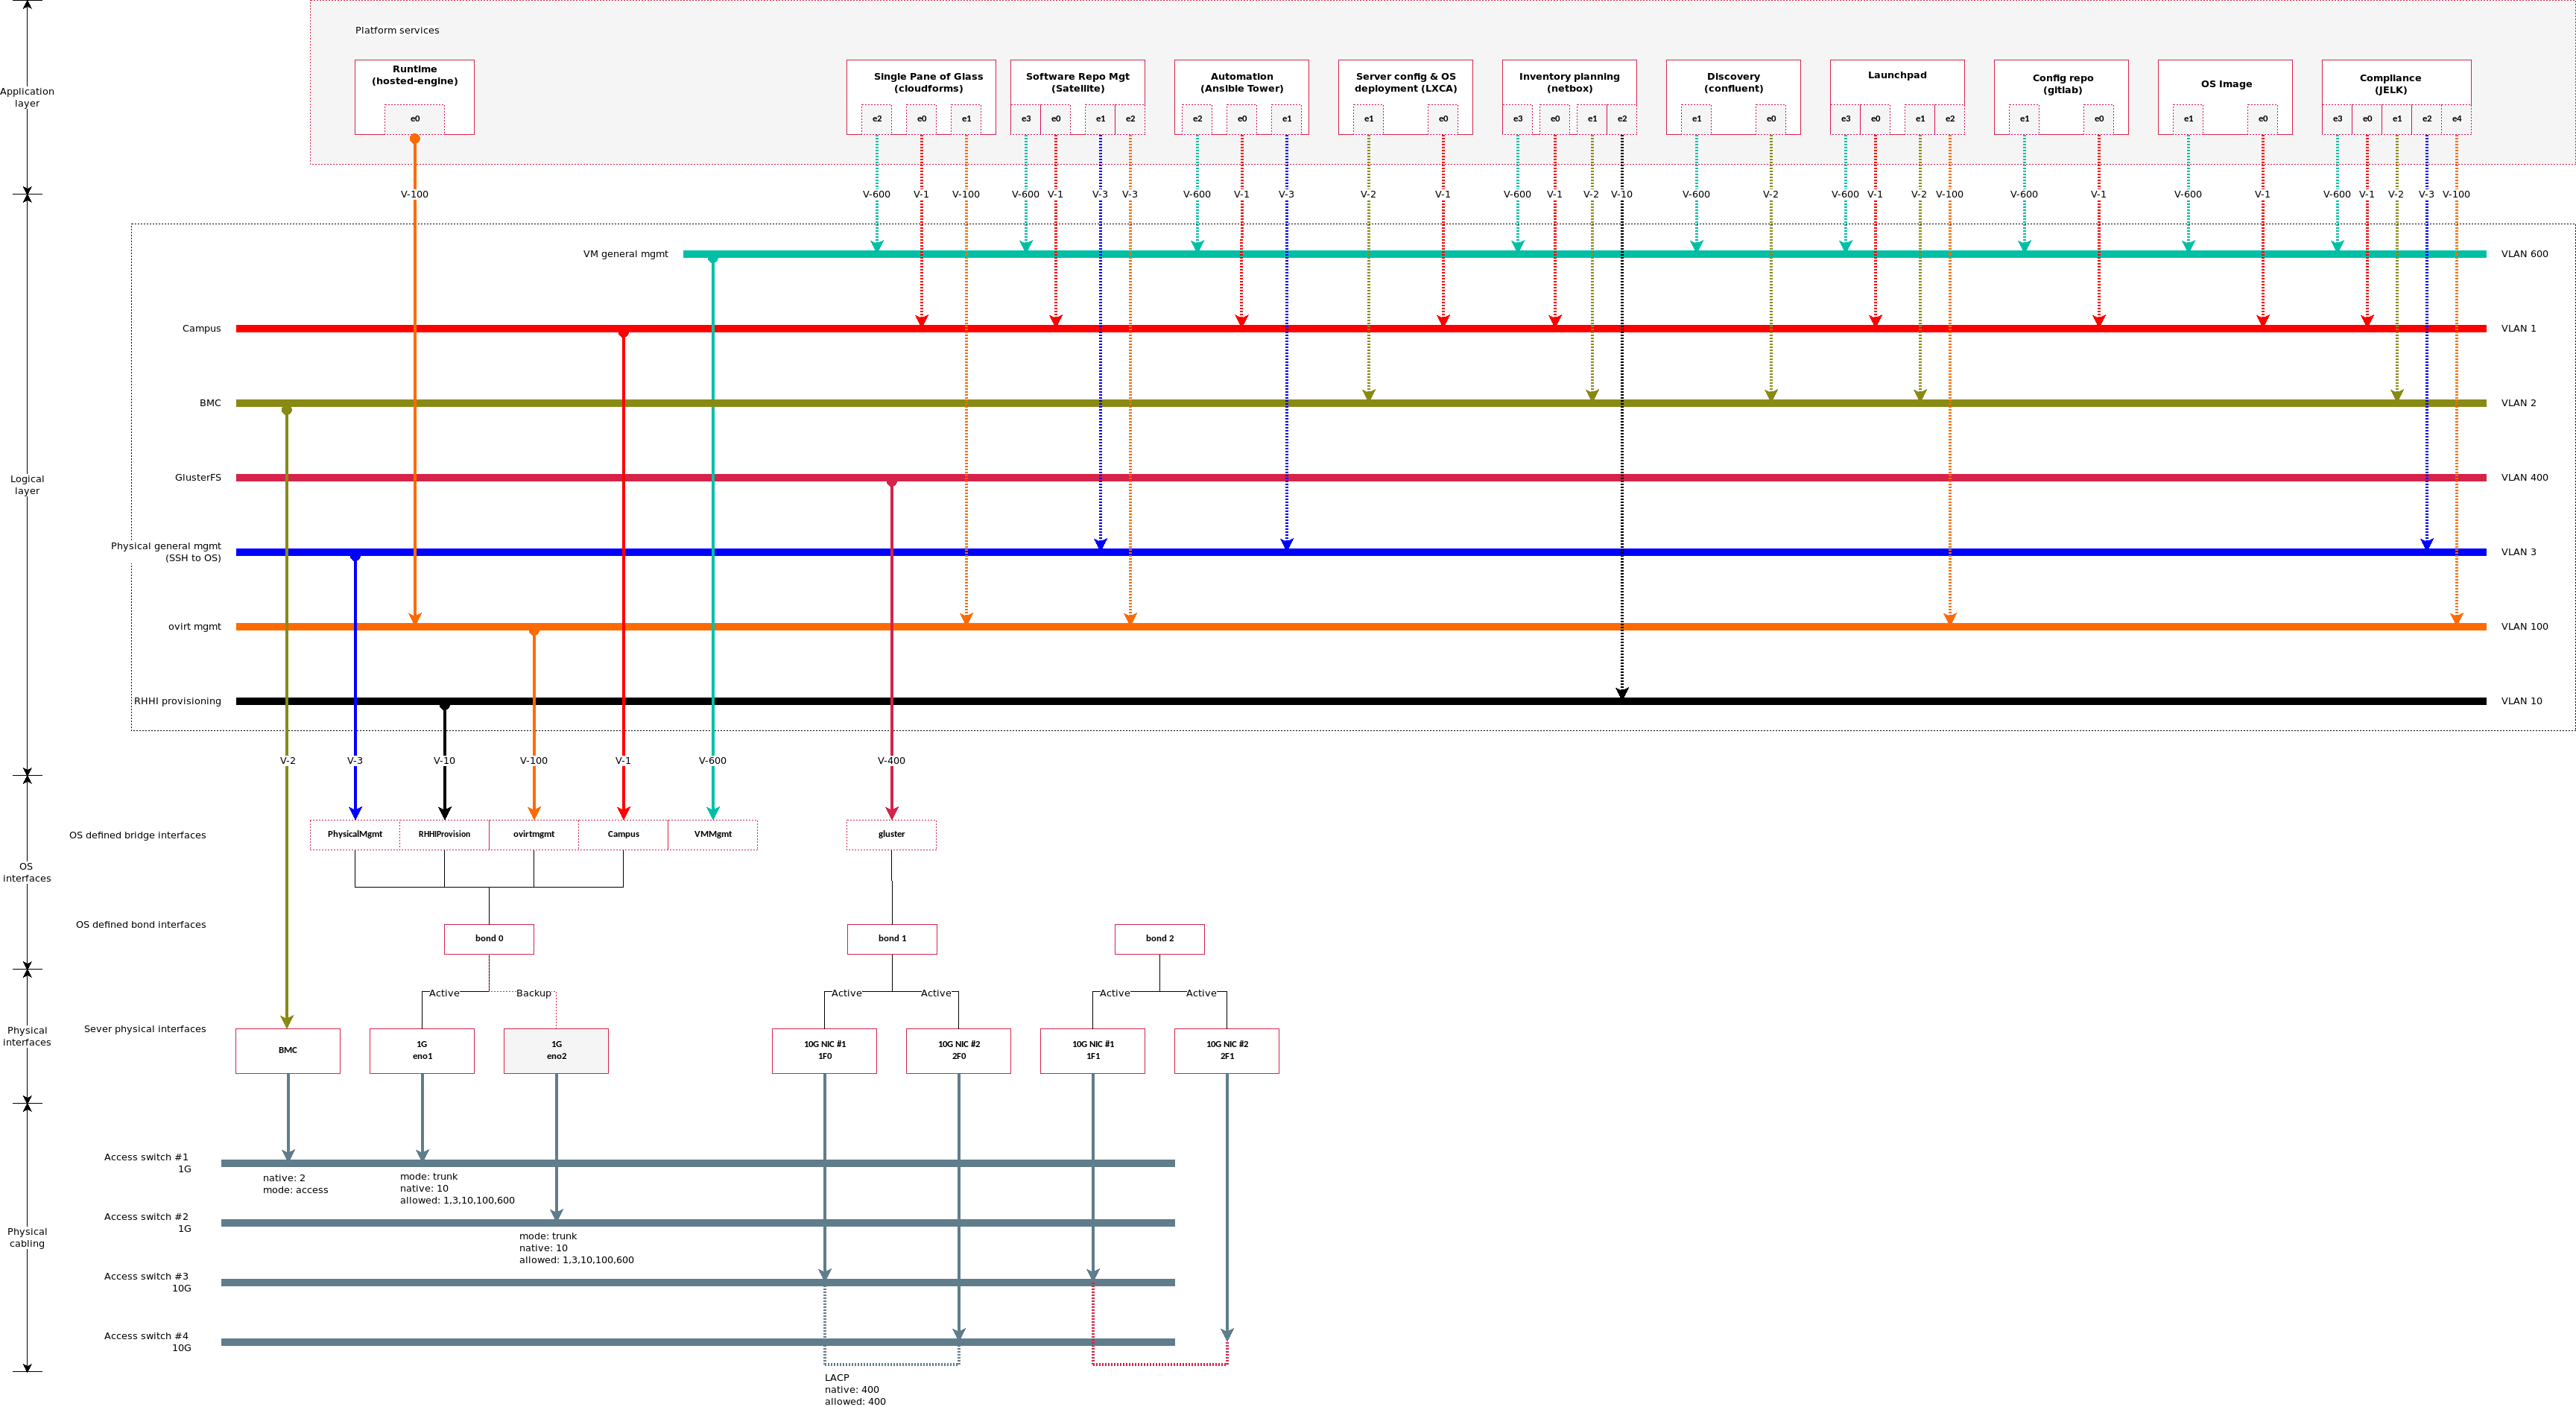 Platform services
Application
layer
Runtime
(hosted-engine)
e0
Single Pane of Glass
(cloudforms)
e2
e0
e1
Software Repo Mgt
(Satellite)
e3
e0
e1
e2
Automation
(Ansible Tower)
e2
e0
e1
Server config & OS
deployment (LXCA)
e1
e0
Inventory planning
(netbox)
e3
e0
e1
e2
Discovery
(confluent)
e1
e0
Launchpad
e3
e0
e1
e2
Config repo
(gitlab)
e1
e0
OS Image
e1
e0
Compliance
(JELK)
e3
e0
e1
e2
e4
V-100
V-600
V-1
V-100
V-600
V-1
V-3
V-3
V-600
V-1
V-3
V-2
V-1
V-600
V-1
V-2
V-10
V-600
V-2
V-600
V-1
V-2
V-100
V-600
V-1
V-600
V-1
V-600
V-1
V-2
V-3
V-100
VM general mgmt
VLAN 600
Campus
VLAN 1
BMC
VLAN 2
Logical
layer
GlusterFS
VLAN 400
Physical general mgmt
(SSH to OS)
VLAN 3
ovirt mgmt
VLAN 100
RHHI provisioning
VLAN 10
V-2
V-3
V-10
V-100
V-1
V-600
V-400
OS defined bridge interfaces
PhysicalMgmt
RHHIProvision
ovirtmgmt
Campus
VMMgmt
gluster
OS
interfaces
OS defined bond interfaces
bond 0
bond 1
bond 2
Active
Backup
Active
Active
Active
Active
Physical
interfaces
Sever physical interfaces
BMC
1G
eno1
1G
eno2
10G NIC #1
1F0
10G NIC #2
2F0
10G NIC #1
1F1
10G NIC #2
2F1
Access switch #1
1G
native: 2
mode: access
mode: trunk
native: 10
allowed: 1,3,10,100,600
Access switch #2
1G
Physical
cabling
mode: trunk
native: 10
allowed: 1,3,10,100,600
Access switch #3
10G
Access switch #4
10G
LACP
native: 400
allowed: 400